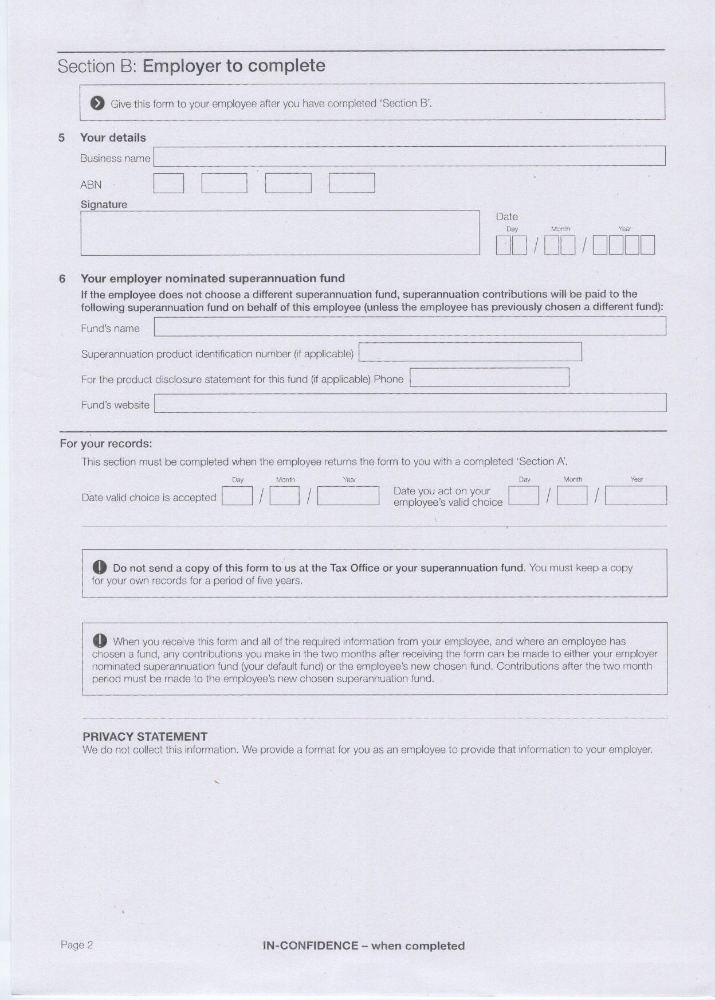 Section B: Employer to complete
Give this form to your employee after you have completed ‘Section B’.
5 Your details
Business name
ABN
Signature
Date
Day Month Year
/ /
6 Your employer nominated superannuation fund
If the employee does not choose a different superannuation fund, superannuation contributions will be paid to the
following superannuation fund on behalf of this employee (unless the employee has previously chosen a different fund):
Fund’s name
Superannuation product identification number (if applicable)
For the product disclosure statement for this fund (if applicable) Phone
Fund’s website
For your records:
This section must be completed when the employee returns the form to you with a completed ‘Section A’.
Day Month Year Day Month Year
Date valid choice is accepted / / Date you act on your
employee’s valid choice / /
! Do not send a copy of this form to us at the Tax Office or your superannuation fund. You must keep a copy
for your own records for a period of five years.
! When you receive this form and all of the required information from your employee, and where an employee has
chosen a fund, any contributions you make in the two months after receiving the form can be made to either your employer
nominated superannuation fund (your default fund) or the employee’s new chosen fund. Contributions after the two month
period must be made to the employee’s new chosen superannuation fund.
PRIVACY STATEMENT
We do not collect this information. We provide a format for you as an employee to provide that information to your employer.
Page 2 IN-CONFIDENCE – when completed